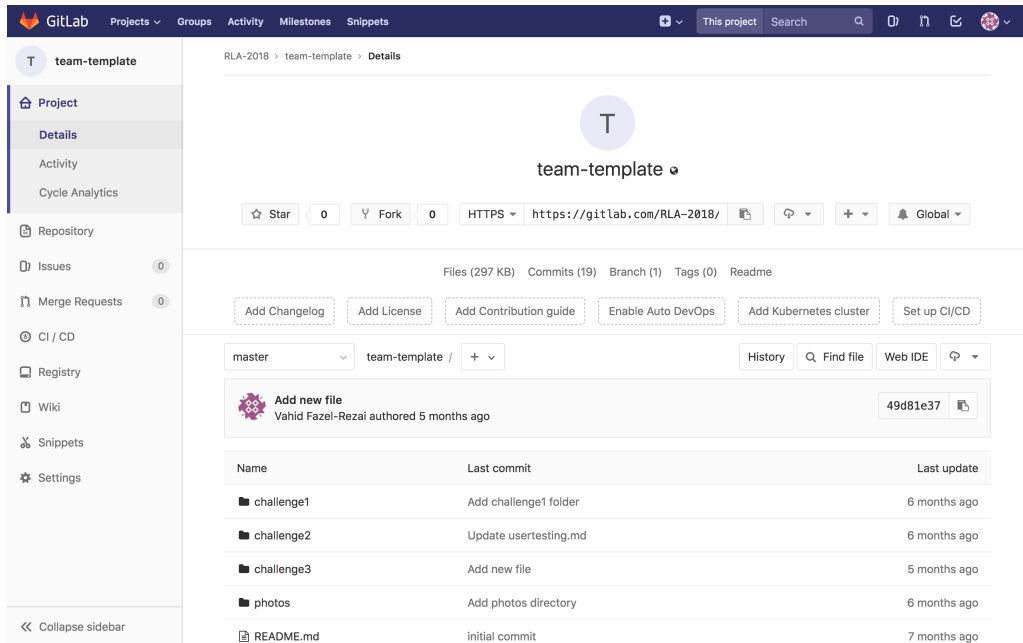 GitLab Projects Groups Activity Milestones Snippets This project Search
T team-template
Project
Details
Activity
Cycle Analytics
Repository
Issues 0
Merge Requests 0
CI / CD
Registry
Wiki
Snippets
Settings
Collapse sidebar
RLA-2018 > team-template > Details
T
team-template
Star 0 Fork 0 HTTPS https://gitlab.com/RLA-2018/ + Global
Files (297 KB) Commits (19) Branch (1) Tags (0) Readme
Add Changelog Add License Add Contribution guide Enable Auto DevOps Add Kubernetes cluster Set up CI/CD
master team-template / + History Find file Web IDE
Add new file
Vahid Fazel-Rezai authored 5 months ago 49d81e37
Name Last commit Last update
challenge1 Add challenge1 folder 6 months ago
challenge2 Update usertesting.md 6 months ago
challenge3 Add new file 5 months ago
photos Add photos directory 6 months ago
README.md initial commit 7 months ago